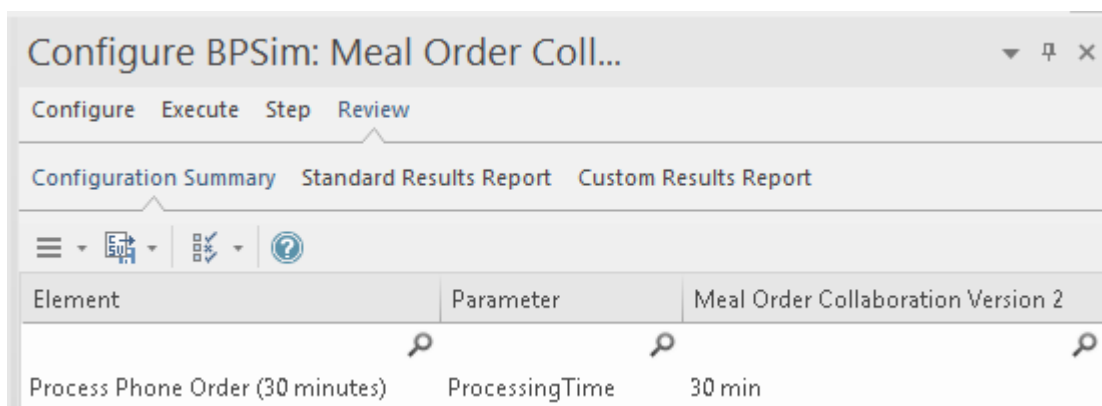 Configure BPSim: Meal Order Coll...
Configure Execute Step Review
Configuration Summary Standard Results Report Custom Results Report
Element Parameter Meal Order Collaboration Version 2
Process Phone Order (30 minutes) ProcessingTime 30 min